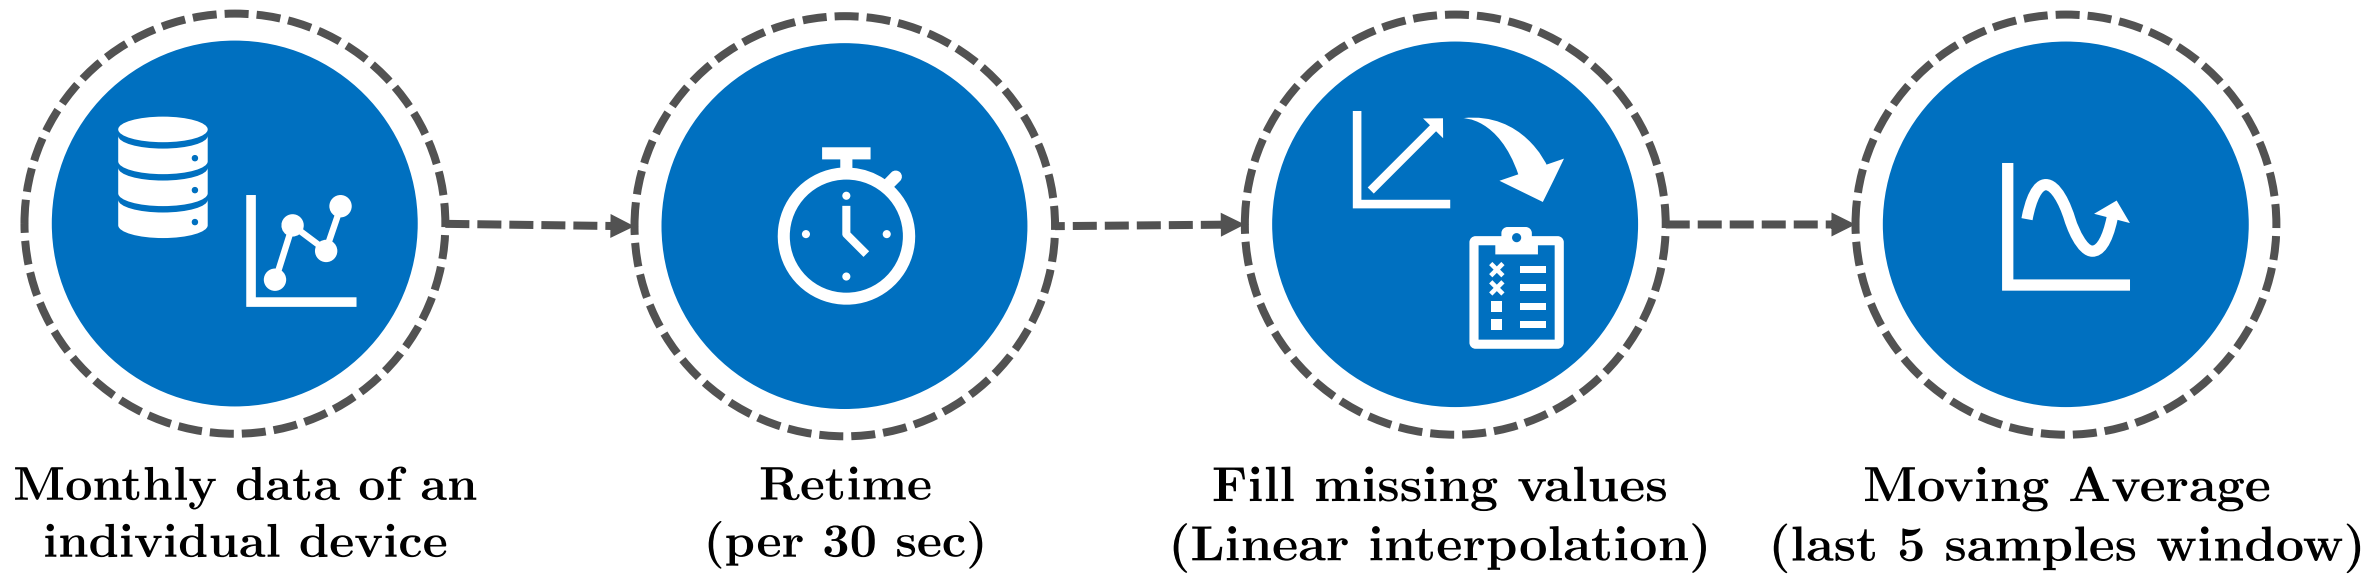 Monthly data of an
individual device
Retime
(per 30 sec)
Fill missing values
(Linear interpolation)
Moving Average
(last 5 samples window)